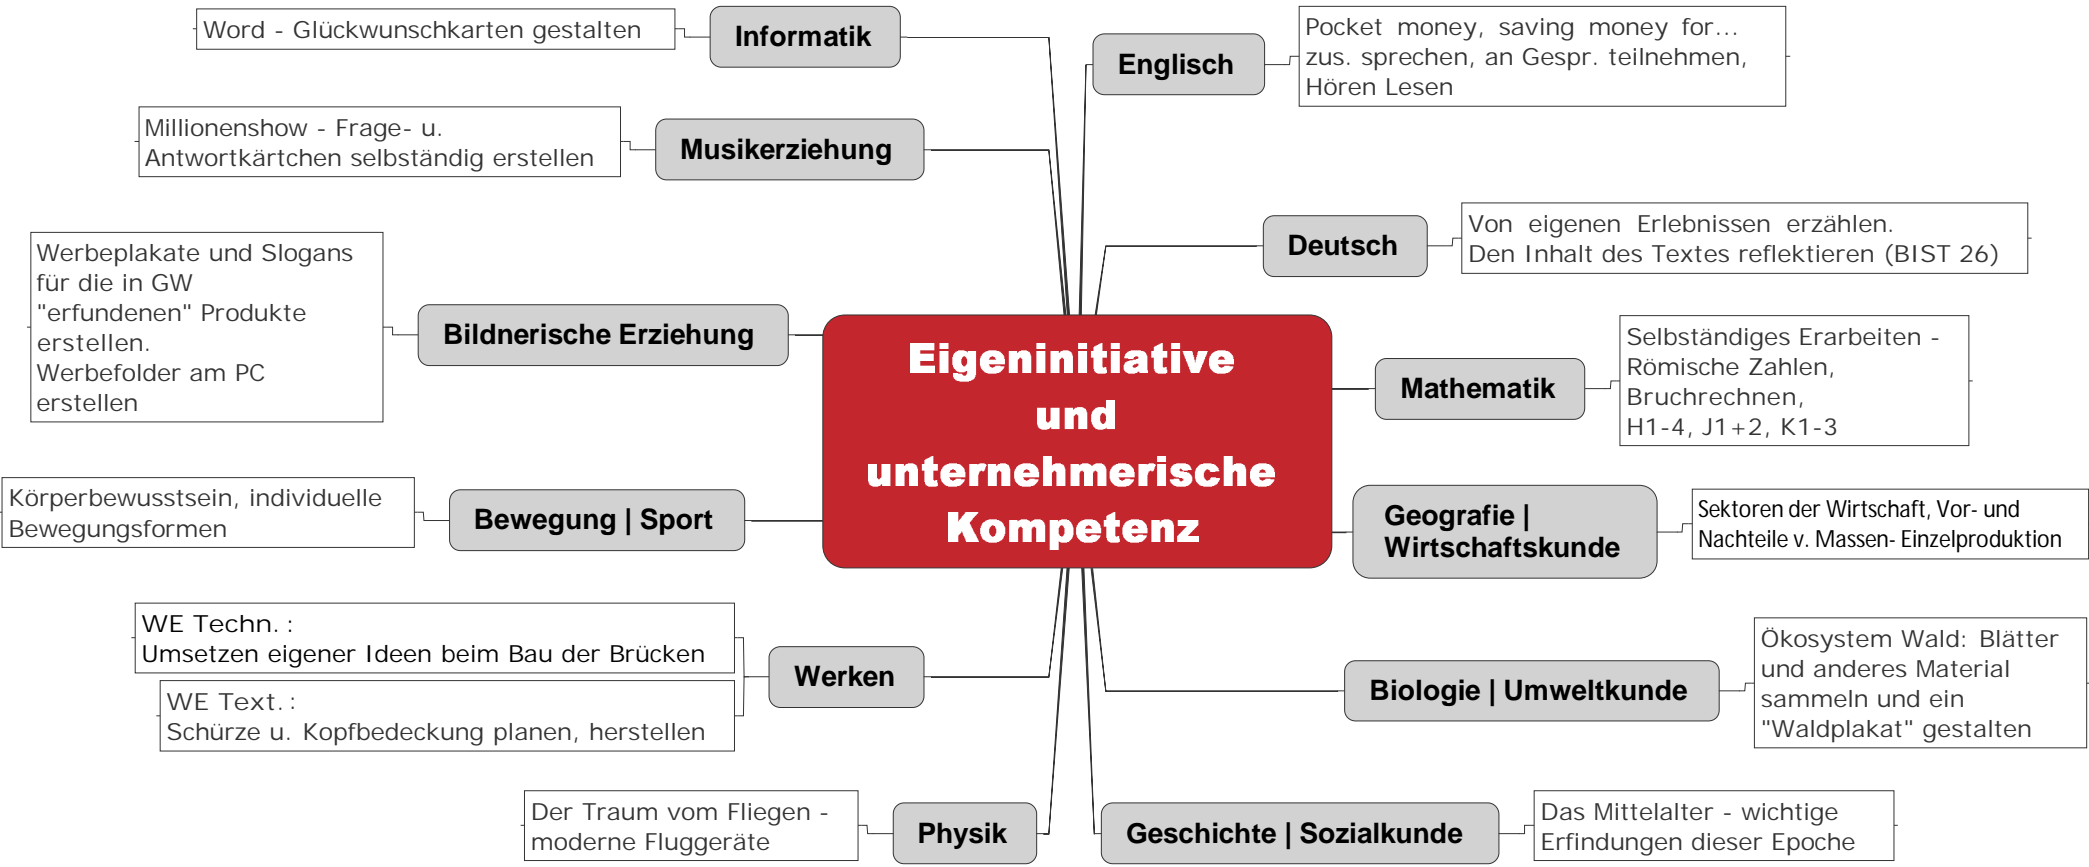 Word - Glückwunschkarten gestalten
Informatik
Millionenshow - Frage- u.
Antwortkärtchen selbständig erstellen
Musikerziehung
Werbeplakate und Slogans
für die in GW
"erfundenen" Produkte
erstellen.
Werbefolder am PC
erstellen
Bildnerische Erziehung
Körperbewusstsein, individuelle
Bewegungsformen
Bewegung | Sport
WE Techn.:
Umsetzen eigener Ideen beim Bau der Brücken
WE Text.:
Schürze u. Kopfbedeckung planen, herstellen
Werken
Der Traum vom Fliegen -
moderne Fluggeräte
Physik
Eigeninitiative
und
unternehmerische
Kompetenz
Englisch
Pocket money, saving money for...
zus. sprechen, an Gespr. teilnehmen,
Hören Lesen
Deutsch
Von eigenen Erlebnissen erzählen.
Den Inhalt des Textes reflektieren (BIST 26)
Mathematik
Selbständiges Erarbeiten -
Römische Zahlen,
Bruchrechnen,
H1-4, J1+2, K1-3
Geografie |
Wirtschaftskunde
Sektoren der Wirtschaft, Vor- und
Nachteile v. Massen- Einzelproduktion
Biologie | Umweltkunde
Ökosystem Wald: Blätter
und anderes Material
sammeln und ein
"Waldplakat" gestalten
Geschichte | Sozialkunde
Das Mittelalter - wichtige
Erfindungen dieser Epoche